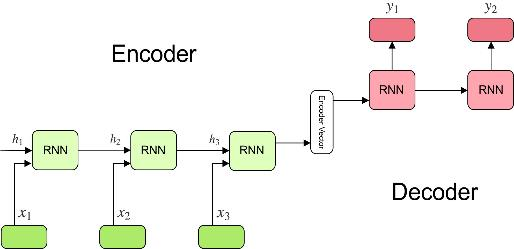 y1 y2
Encoder
RNN RNN
Encoder Vector
h1 RNN h2 RNN h3 RNN
Decoder
x1 x2 x3